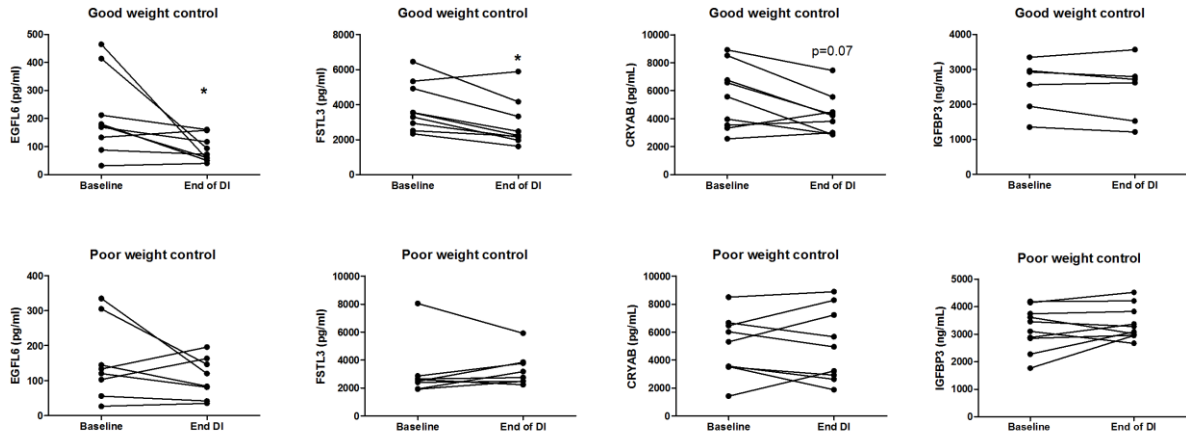 Good weight control
EGFL6 (pg/ml)
500
400
300
200
100
0
*
Baseline
End of DI
Good weight control
FSTL3 (pg/ml)
8000
6000
4000
2000
0
*
Baseline
End of DI
Good weight control
CRYAB (pg/mL)
10000
8000
6000
4000
2000
0
p=0.07
Baseline
End of DI
Good weight control
IGFBP3 (ng/mL)
4000
3000
2000
1000
0
Baseline
End of DI
Poor weight control
EGFL6 (pg/ml)
400
300
200
100
0
Baseline
End DI
Poor weight control
FSTL3 (pg/ml)
10000
8000
6000
4000
2000
0
Baseline
End DI
Poor weight control
CRYAB (pg/mL)
10000
8000
6000
4000
2000
0
Baseline
End DI
Poor weight control
IGFBP3 (ng/mL)
5000
4000
3000
2000
1000
0
Baseline
End DI